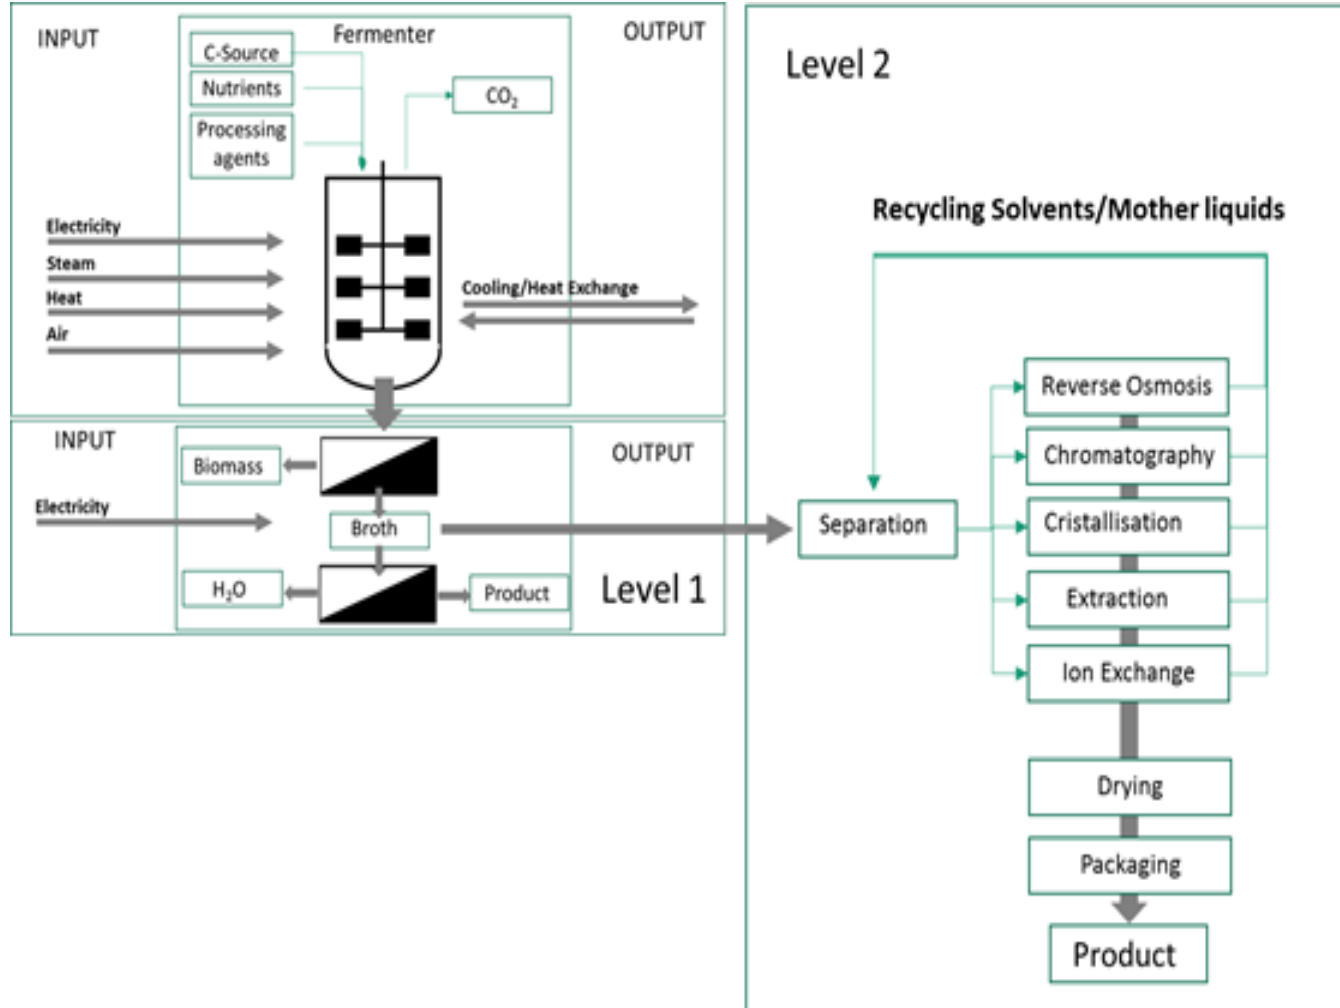 INPUT
Fermenter
OUTPUT
C-Source
Nutrients
Processing
agents
CO₂
Electricity
Steam
Heat
Air
Cooling/Heat Exchange
INPUT
OUTPUT
Biomass
Electricity
Broth
H₂O
Product
Level 1
Level 2
Recycling Solvents/Mother liquids
Separation
Reverse Osmosis
Chromatography
Cristallisation
Extraction
Ion Exchange
Drying
Packaging
Product